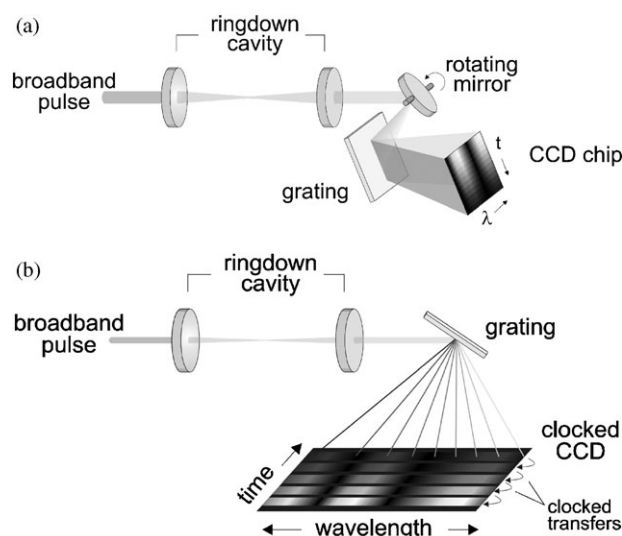 (a)
ringdown
cavity
broadband
pulse
rotating
mirror
t
CCD chip
grating
λ
(b)
ringdown
cavity
broadband
pulse
grating
clocked
CCD
time
clocked
transfers
wavelength